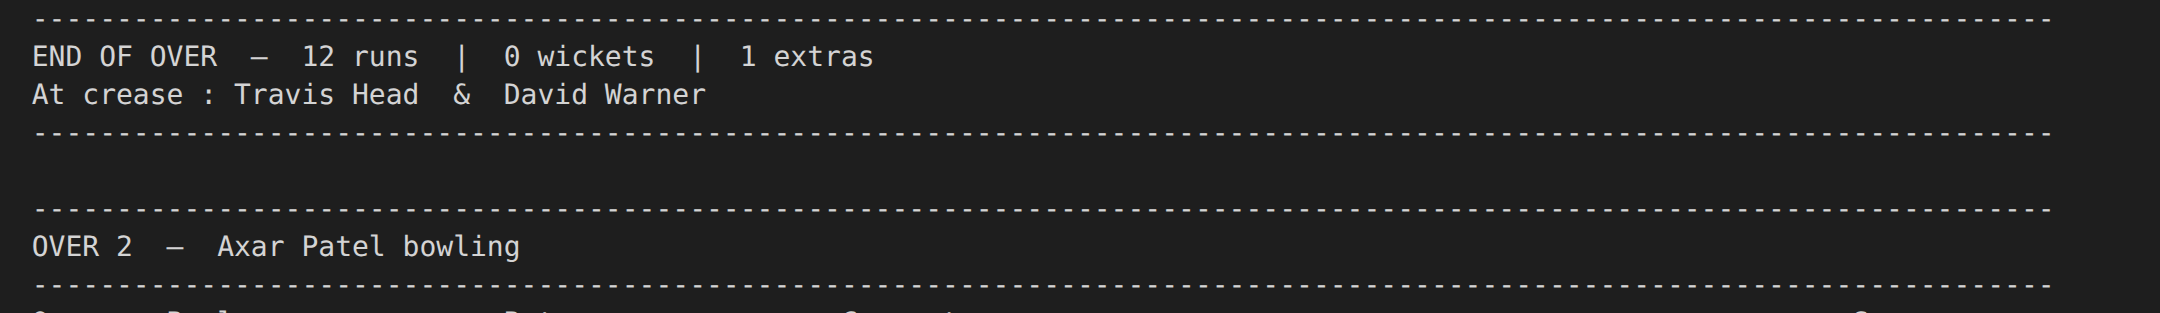 ------------------------------------------------------------------------------------------------------------------------
END OF OVER  —  12 runs  |  0 wickets  |  1 extras
At crease : Travis Head  &  David Warner
------------------------------------------------------------------------------------------------------------------------
------------------------------------------------------------------------------------------------------------------------
OVER 2  —  Axar Patel bowling
------------------------------------------------------------------------------------------------------------------------